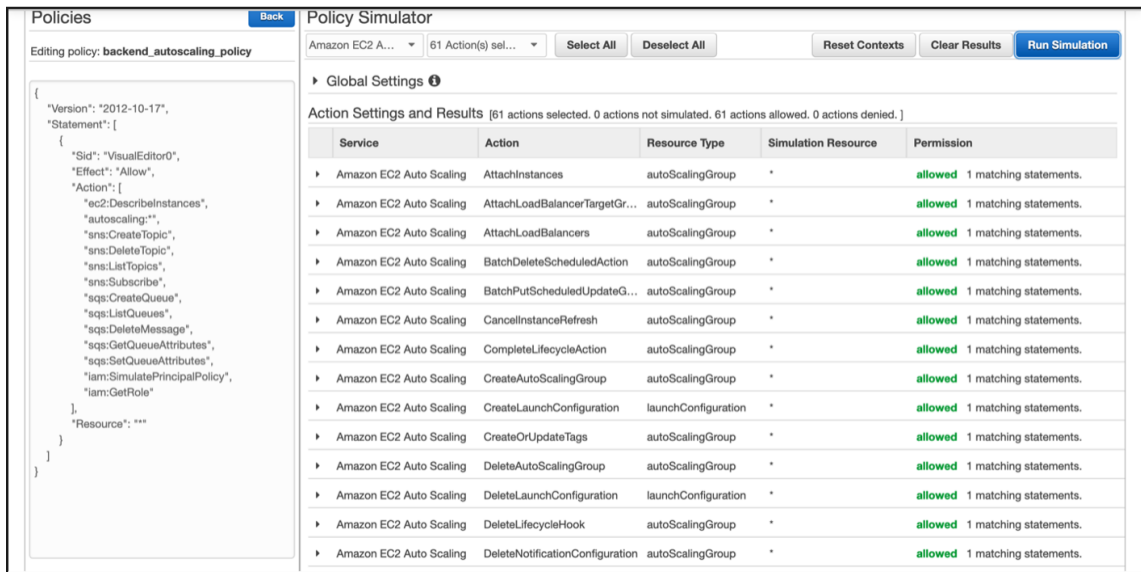 Policies
Back
Editing policy: backend_autoscaling_policy
{
"Version": "2012-10-17",
"Statement": [
{
"Sid": "VisualEditor0",
"Effect": "Allow",
"Action": [
"ec2:DescribeInstances",
"autoscaling:*",
"sns:CreateTopic",
"sns:DeleteTopic",
"sns:ListTopics",
"sns:Subscribe",
"sqs:CreateQueue",
"sqs:ListQueues",
"sqs:DeleteMessage",
"sqs:GetQueueAttributes",
"sqs:SetQueueAttributes",
"iam:SimulatePrincipalPolicy",
"iam:GetRole"
],
"Resource": "*"
}
]
}
Policy Simulator
Amazon EC2 A... 61 Action(s) sel... Select All Deselect All Reset Contexts Clear Results Run Simulation
Global Settings
Action Settings and Results [61 actions selected. 0 actions not simulated. 61 actions allowed. 0 actions denied. ]
Service Action Resource Type Simulation Resource Permission
Amazon EC2 Auto Scaling AttachInstances autoScalingGroup * allowed 1 matching statements.
Amazon EC2 Auto Scaling AttachLoadBalancerTargetGr... autoScalingGroup * allowed 1 matching statements.
Amazon EC2 Auto Scaling AttachLoadBalancers autoScalingGroup * allowed 1 matching statements.
Amazon EC2 Auto Scaling BatchDeleteScheduledAction autoScalingGroup * allowed 1 matching statements.
Amazon EC2 Auto Scaling BatchPutScheduledUpdateG... autoScalingGroup * allowed 1 matching statements.
Amazon EC2 Auto Scaling CancelInstanceRefresh autoScalingGroup * allowed 1 matching statements.
Amazon EC2 Auto Scaling CompleteLifecycleAction autoScalingGroup * allowed 1 matching statements.
Amazon EC2 Auto Scaling CreateAutoScalingGroup autoScalingGroup * allowed 1 matching statements.
Amazon EC2 Auto Scaling CreateLaunchConfiguration launchConfiguration * allowed 1 matching statements.
Amazon EC2 Auto Scaling CreateOrUpdateTags autoScalingGroup * allowed 1 matching statements.
Amazon EC2 Auto Scaling DeleteAutoScalingGroup autoScalingGroup * allowed 1 matching statements.
Amazon EC2 Auto Scaling DeleteLaunchConfiguration launchConfiguration * allowed 1 matching statements.
Amazon EC2 Auto Scaling DeleteLifecycleHook autoScalingGroup * allowed 1 matching statements.
Amazon EC2 Auto Scaling DeleteNotificationConfiguration autoScalingGroup * allowed 1 matching statements.